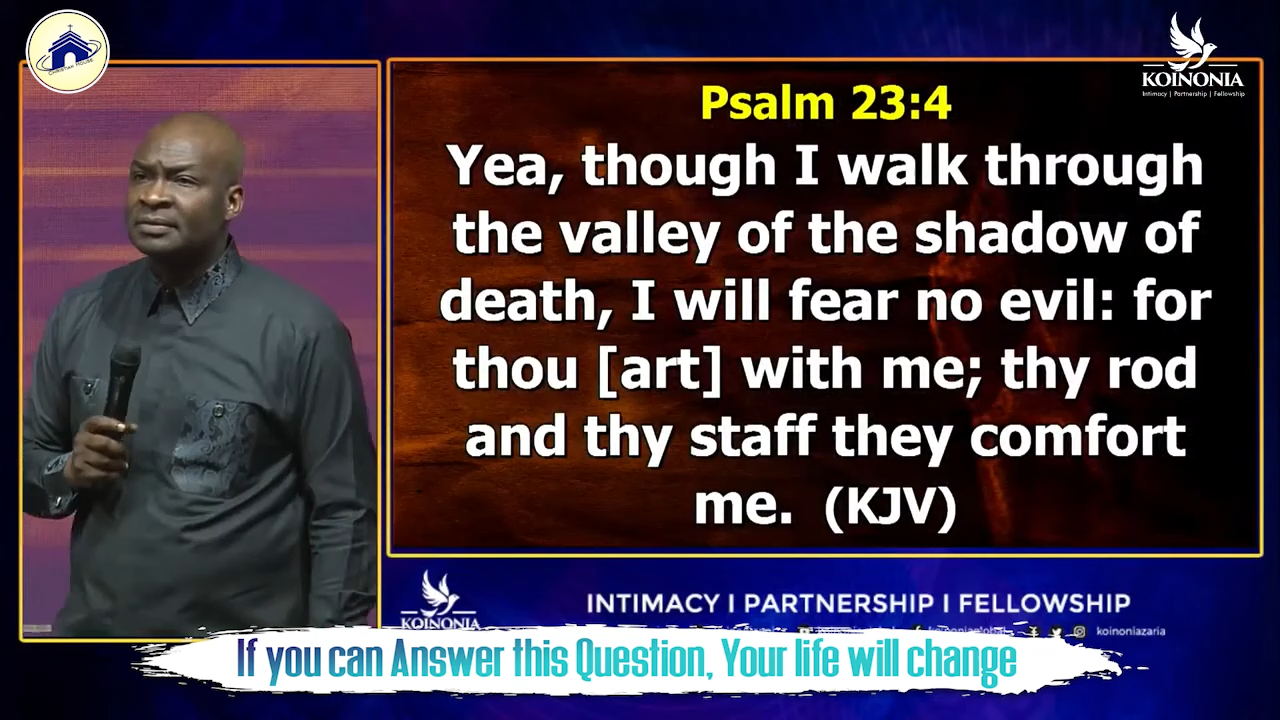 CHRISTIAN HOUSE
KOINONIA
Intimacy | Partnership | Fellowship
Psalm 23:4
Yea, though I walk through
the valley of the shadow of
death, I will fear no evil: for
thou [art] with me; thy rod
and thy staff they comfort
me. (KJV)
KOINONIA
INTIMACY I PARTNERSHIP I FELLOWSHIP
koinoniazaria
If you can Answer this Question, Your life will change